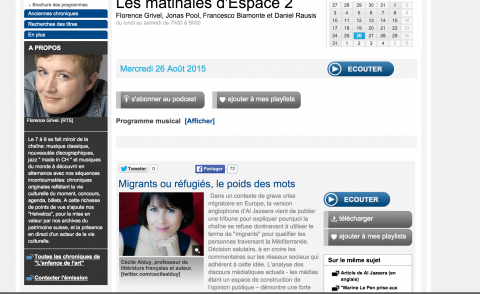 Brochure des programmes
Anciennes chroniques
Recherches des titres
En plus
A PROPOS
Florence Grivel. [RTS]
Le 7 à 9 se fait miroir de la
chaîne: musique classique,
nouveautés discographiques,
jazz " made in CH " et musiques
du monde à découvrir en
alternance avec nos séquences
incontournables: chroniques
originales reflétant la vie
culturelle du moment, concours,
agenda, billets. A cette richesse
de points de vue s'ajoute nos
"Helvetica", pour la mise en
valeur par nos archives du
patrimoine suisse, et la présence
en direct d'un acteur de la vie
culturelle.
Toutes les chroniques de
"L'enfance de l'art"
Contacter l'émission
Les matinales d'Espace 2
Florence Grivel, Jonas Pool, Francesco Biamonte et Daniel Rausis
du lundi au samedi de 7h00 à 9h00
27 28 29 30 31 1 2
3 4 5 6 7 8 9
10 11 12 13 14 15 16
17 18 19 20 21 22 23
24 25 26 27 28 29 30
31 1 2 3 4 5 6
Mercredi 26 Août 2015
ECOUTER
s'abonner au podcast
ajouter à mes playlists
Programme musical [Afficher]
Tweeter 0
Partager 72
Migrants ou réfugiés, le poids des mots
Cécile Alduy, professeur de
littérature française et auteur.
[twitter.com/cecilealduy]
Dans un contexte de grave crise
migratoire en Europe, la version
anglophone d'Al Jazeera vient de publier
une tribune pour expliquer pourquoi la
chaîne se refuse dorénavant à utiliser le
terme de "migrants" pour qualifier les
personnes traversant la Méditerranée.
Décision salutaire, à en croire les
commentaires sur les réseaux sociaux qui
adhèrent à cette idée. L'analyse des
discours médiatiques actuels - les médias
étant un espace de construction de
l'opinion publique – démontre une forte
ECOUTER
télécharger
ajouter à mes playlists
Sur le même sujet
Article de Al Jazeera (en
anglais)
"Marine Le Pen prise aux